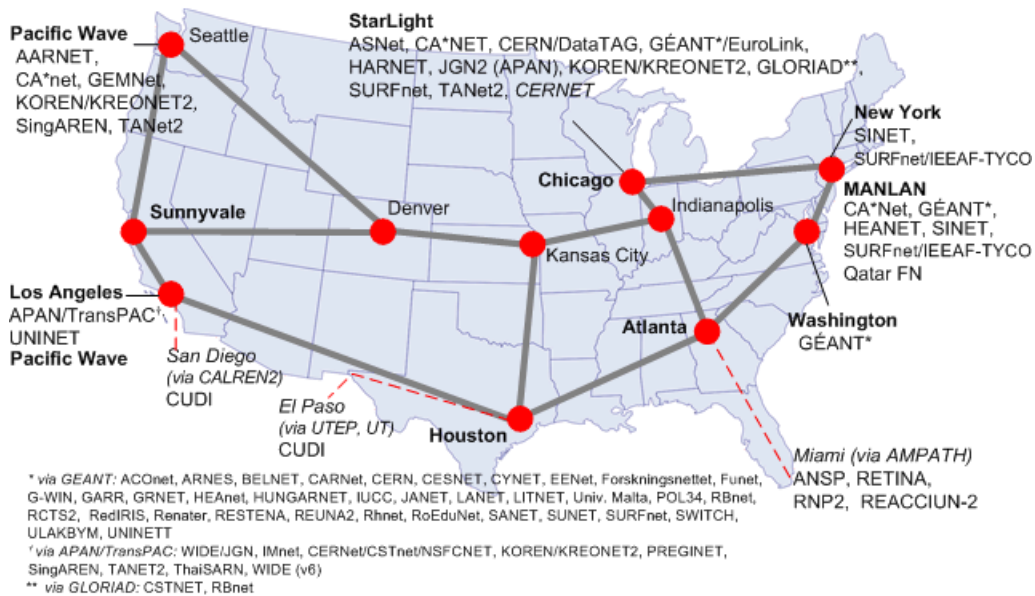 Pacific Wave
AARNET,
CA*net, GEMNet,
KOREN/KREONET2,
SingAREN, TANet2
Seattle
StarLight
ASNet, CA*NET, CERN/DataTAG, GÉANT*/EuroLink,
HARNET, JGN2 (APAN), KOREN/KREONET2, GLORIAD**,
SURFnet, TANet2, CERNET
New York
SINET,
SURFnet/IEEAF-TYCO
MANLAN
CA*Net, GÉANT*,
HEANET, SINET,
SURFnet/IEEAF-TYCO
Qatar FN
Chicago
Indianapolis
Sunnyvale
Denver
Kansas City
Los Angeles
APAN/TransPAC†,
UNINET
Pacific Wave
San Diego
(via CALREN2)
CUDI
El Paso
(via UTEP, UT)
CUDI
Houston
Atlanta
Washington
GÉANT*
Miami (via AMPATH)
ANSP, RETINA,
RNP2, REACCIUN-2
* via GEANT: ACOnet, ARNES, BELNET, CARNet, CERN, CESNET, CYNET, EENet, Forskningsnettet, Funet,
G-WIN, GARR, GRNET, HEAnet, HUNGARNET, IUCC, JANET, LANET, LITNET, Univ. Malta, POL34, RBnet,
RCTS2, RedIRIS, Renater, RESTENA, REUNA2, Rhnet, RoEduNet, SANET, SUNET, SURFnet, SWITCH,
ULAKBYM, UNINETT
† via APAN/TransPAC: WIDE/JGN, IMnet, CERNet/CSTnet/NSFCNET, KOREN/KREONET2, PREGINET,
SingAREN, TANET2, ThaiSARN, WIDE (v6)
** via GLORIAD: CSTNET, RBnet